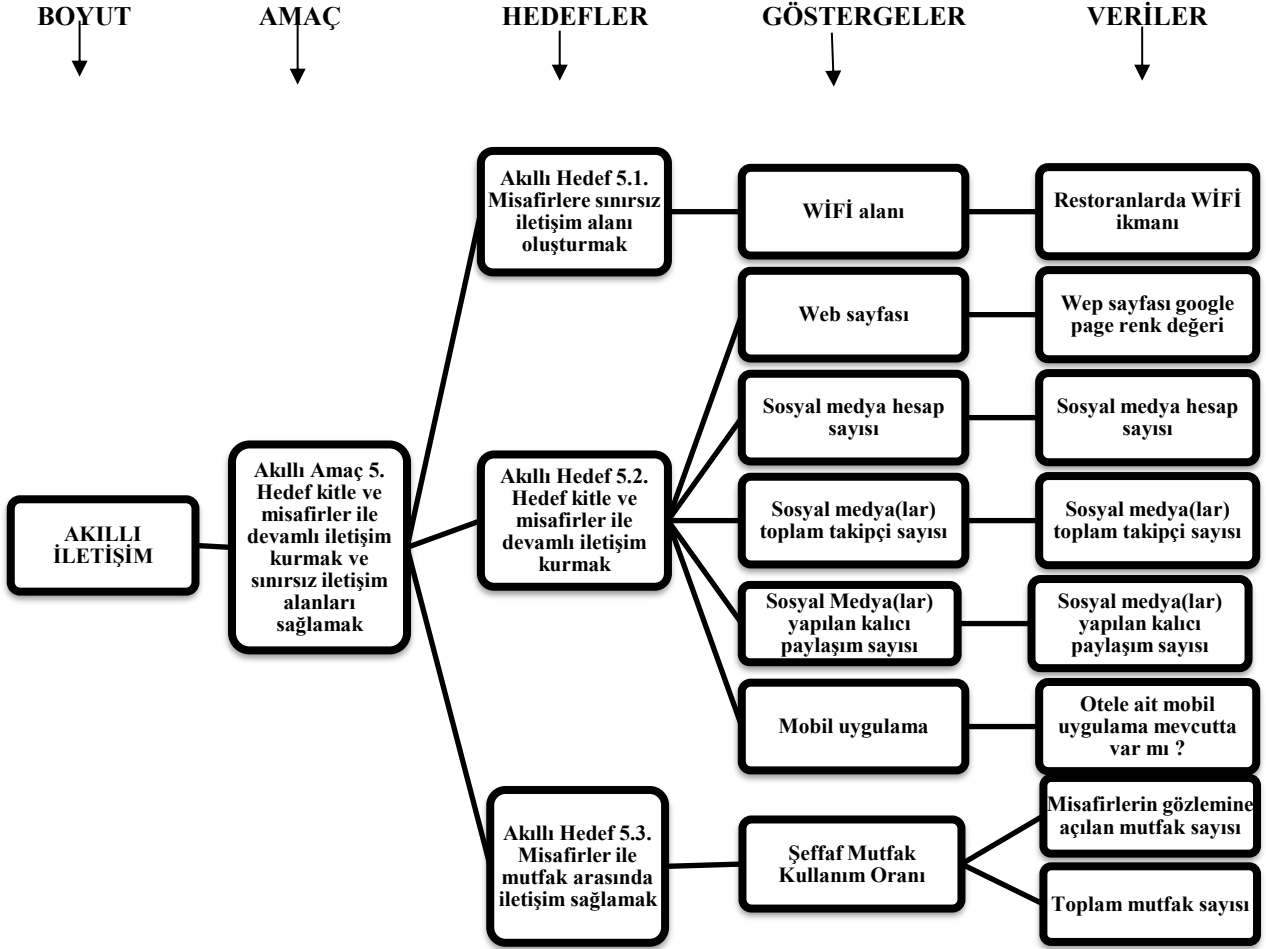 BOYUT
AMAÇ
HEDEFLER
GÖSTERGELER
VERİLER
AKILLI
İLETİŞİM
Akıllı Amaç 5.
Hedef kitle ve
misafirler ile
devamlı iletişim
kurmak ve
sınırsız iletişim
alanları
sağlamak
Akıllı Hedef 5.1.
Misafirlere sınırsız
iletişim alanı
oluşturmak
WİFİ alanı
Restoranlarda WİFİ
ikmanı
Akıllı Hedef 5.2.
Hedef kitle ve
misafirler ile
devamlı iletişim
kurmak
Web sayfası
Wep sayfası google
page renk değeri
Sosyal medya hesap
sayısı
Sosyal medya hesap
sayısı
Sosyal medya(lar)
toplam takipçi sayısı
Sosyal medya(lar)
toplam takipçi sayısı
Sosyal Medya(lar)
yapılan kalıcı
paylaşım sayısı
Sosyal medya(lar)
yapılan kalıcı
paylaşım sayısı
Mobil uygulama
Otele ait mobil
uygulama mevcutta
var mı ?
Akıllı Hedef 5.3.
Misafirler ile
mutfak arasında
iletişim sağlamak
Şeffaf Mutfak
Kullanım Oranı
Misafirlerin gözlemine
açılan mutfak sayısı
Toplam mutfak sayısı